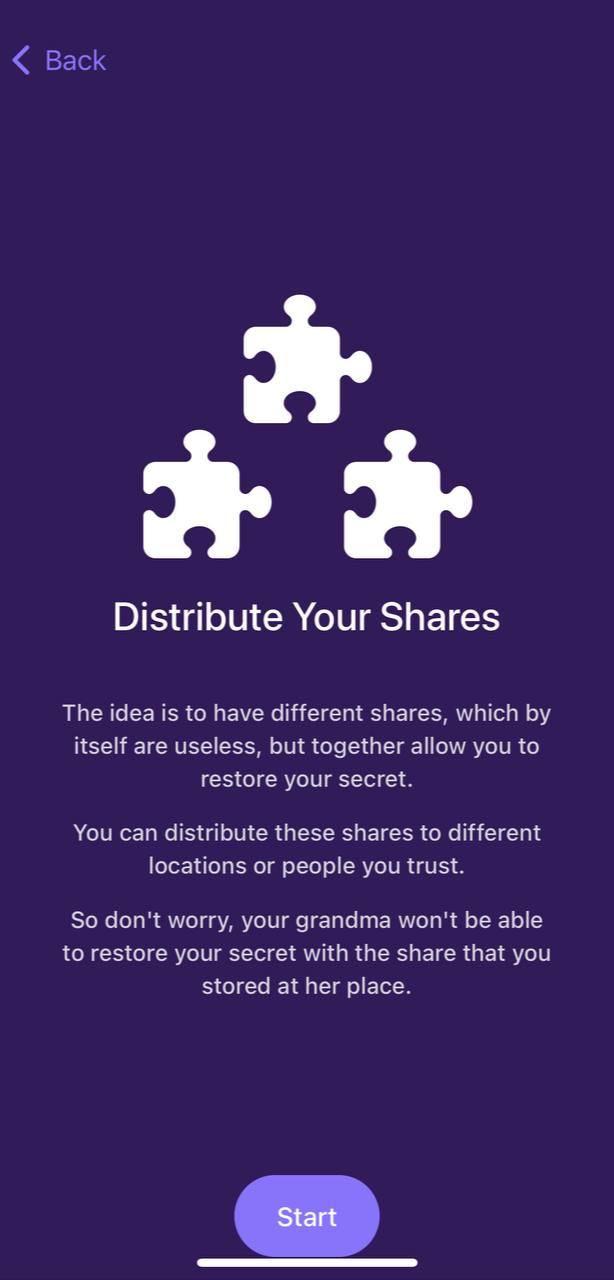 Back
Distribute Your Shares
The idea is to have different shares, which by
itself are useless, but together allow you to
restore your secret.
You can distribute these shares to different
locations or people you trust.
So don't worry, your grandma won't be able
to restore your secret with the share that you
stored at her place.
Start